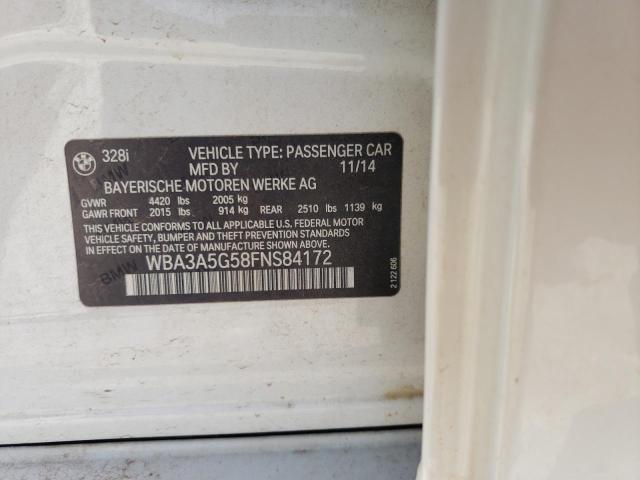 328i VEHICLE TYPE: PASSENGER CAR
MFD BY 11/14
BAYERISCHE MOTOREN WERKE AG
GVWR 4420 lbs 2005 kg
GAWR FRONT 2015 lbs 914 kg REAR 2510 lbs 1139 kg
THIS VEHICLE CONFORMS TO ALL APPLICABLE U.S. FEDERAL MOTOR
VEHICLE SAFETY, BUMPER AND THEFT PREVENTION STANDARDS
IN EFFECT ON THE DATE OF MANUFACTURE SHOWN ABOVE.
WBA3A5G58FNS84172
2 122 606
BMW